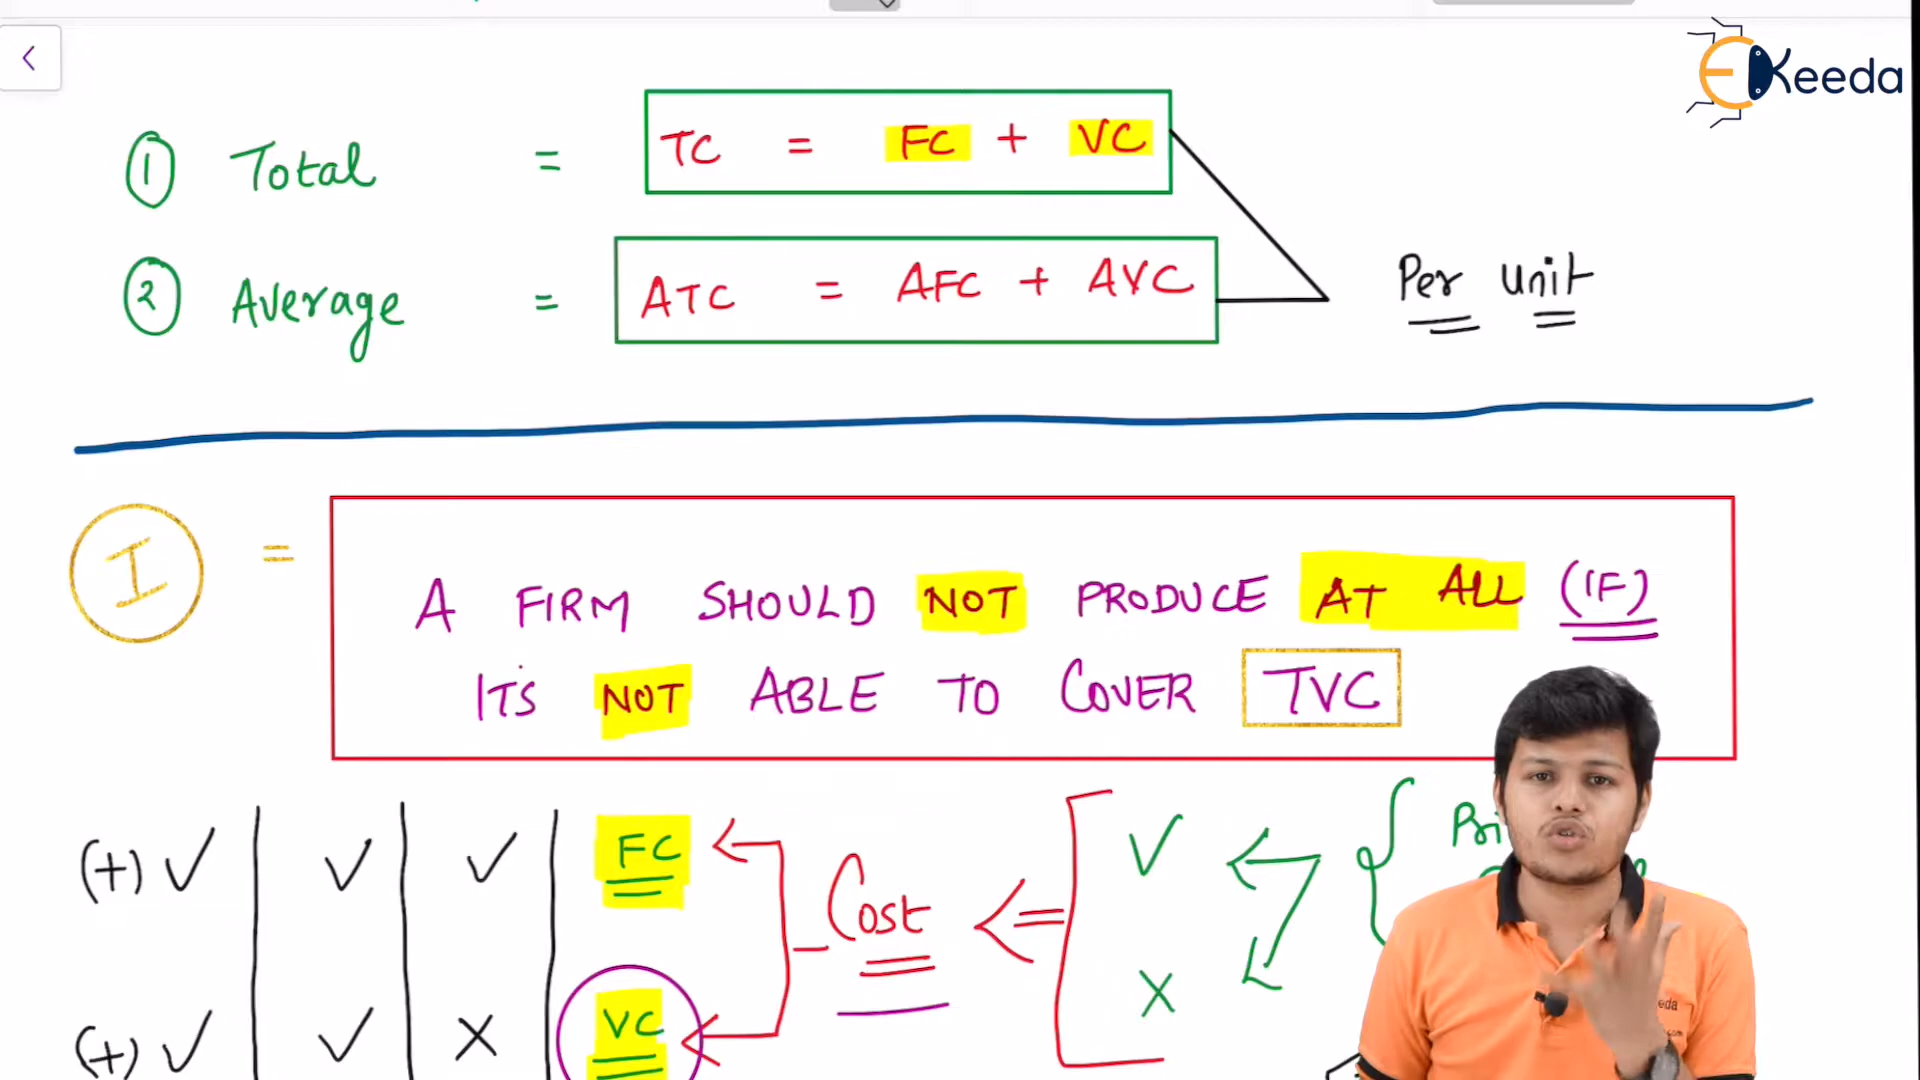 EKeeda
① Total = TC = FC + VC
② Average = ATC = AFC + AVC
Per unit
I =
A FIRM SHOULD NOT PRODUCE AT ALL (IF)
ITS NOT ABLE TO COVER TVC
(+) ✓ ✓ ✓ FC
Cost
✓
X
(+) ✓ ✓ X VC